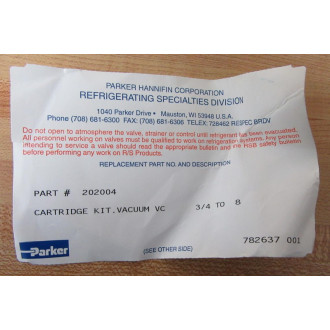 PARKER HANNIFIN CORPORATION
REFRIGERATING SPECIALTIES DIVISION
1040 Parker Drive • Mauston, WI 53948 U.S.A.
Phone (708) 681-6300 FAX: (708) 681-6306 TELEX: 728462 RESPEC BRDV
Do not open to atmosphere the valve, strainer or control until refrigerant has been evacuated.
All personnel working on valves must be qualified to work on refrigeration systems. Any person
intending to service a valve should read the appropriate bulletin and the RSB safety bulletin
before performing any work on R/S Products.
REPLACEMENT PART NO. AND DESCRIPTION
PART # 202004
CARTRIDGE KIT.VACUUM VC 3/4 TO 8
Parker
(SEE OTHER SIDE)
782637 001